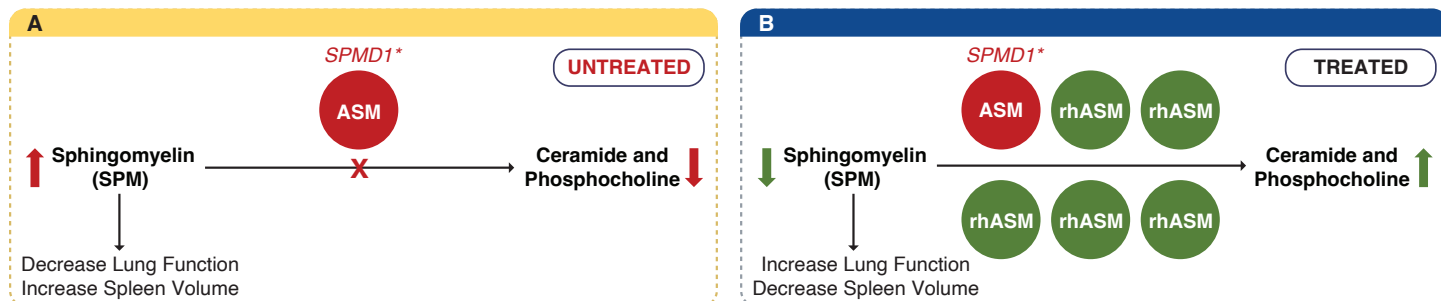 A
SPMD1*
UNTREATED
ASM
Sphingomyelin
(SPM)
X
Ceramide and
Phosphocholine
Decrease Lung Function
Increase Spleen Volume
B
SPMD1*
TREATED
ASM rhASM rhASM
Sphingomyelin
(SPM)
Ceramide and
Phosphocholine
rhASM rhASM rhASM
Increase Lung Function
Decrease Spleen Volume